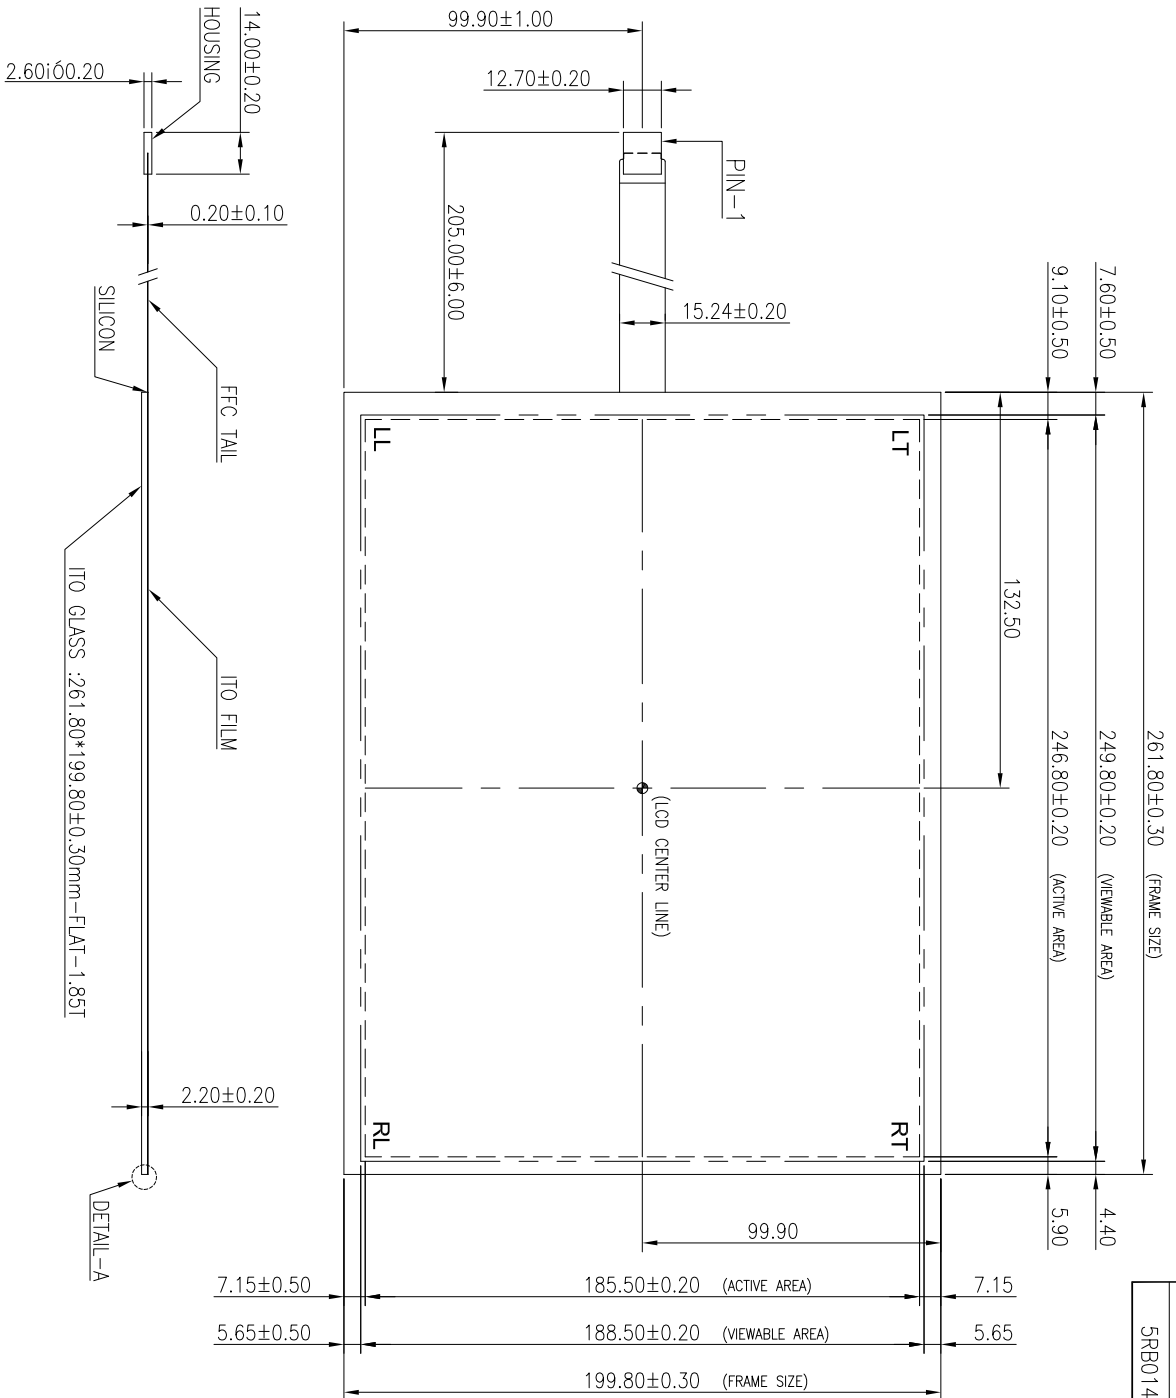 99.90±1.00
12.70±0.20
PIN-1
205.00±6.00
15.24±0.20
14.00±0.20
HOUSING
2.60ió0.20
0.20±0.10
FFC TAIL
SILICON
ITO FILM
ITO GLASS :261.80*199.80±0.30mm-FLAT-1.85T
2.20±0.20
DETAIL-A
7.60±0.50
9.10±0.50
261.80±0.30 (FRAME SIZE)
249.80±0.20 (VIEWABLE AREA)
246.80±0.20 (ACTIVE AREA)
132.50
4.40
5.90
LL
LT
RL
RT
(LCD CENTER LINE)
99.90
7.15±0.50
185.50±0.20 (ACTIVE AREA)
7.15
5.65±0.50
188.50±0.20 (VIEWABLE AREA)
5.65
199.80±0.30 (FRAME SIZE)
5RB014